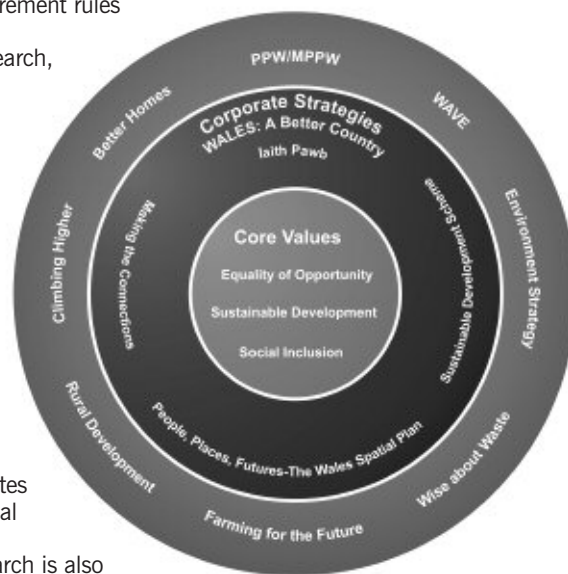 rement rules
earch,
tes
al
arch is also
PPW/MPPW
WAVE
Environment Strategy
Wise about Waste
Farming for the Future
Rural Development
Climbing Higher
Better Homes
Corporate Strategies
WALES: A Better Country
Iaith Pawb
Sustainable Development Scheme
People, Places, Futures-The Wales Spatial Plan
Making the Connections
Core Values
Equality of Opportunity
Sustainable Development
Social Inclusion